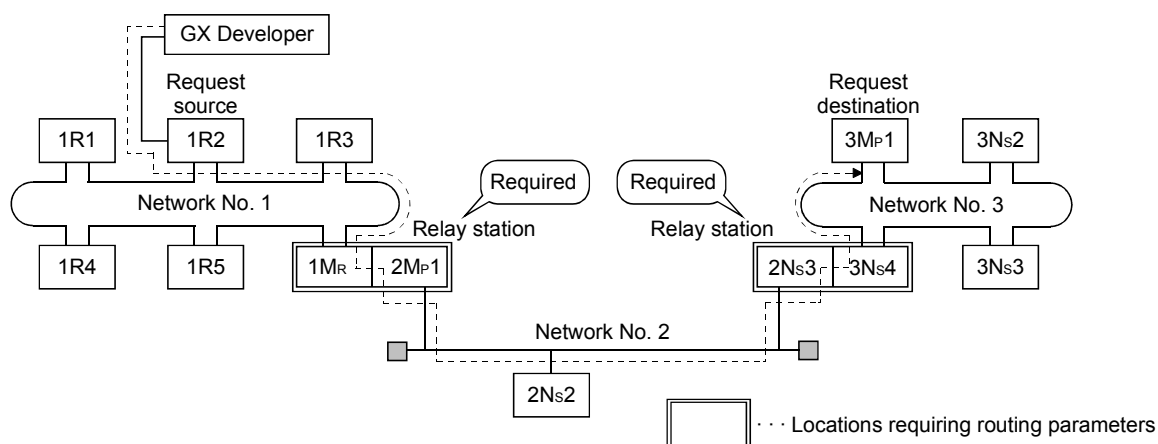 GX Developer
Request
source
Request
destination
1R1
1R2
1R3
3MP1
3NS2
Required
Required
Network No. 1
Network No. 3
Relay station
Relay station
1R4
1R5
1MR
2MP1
2NS3
3NS4
3NS3
Network No. 2
2NS2
· · · Locations requiring routing parameters